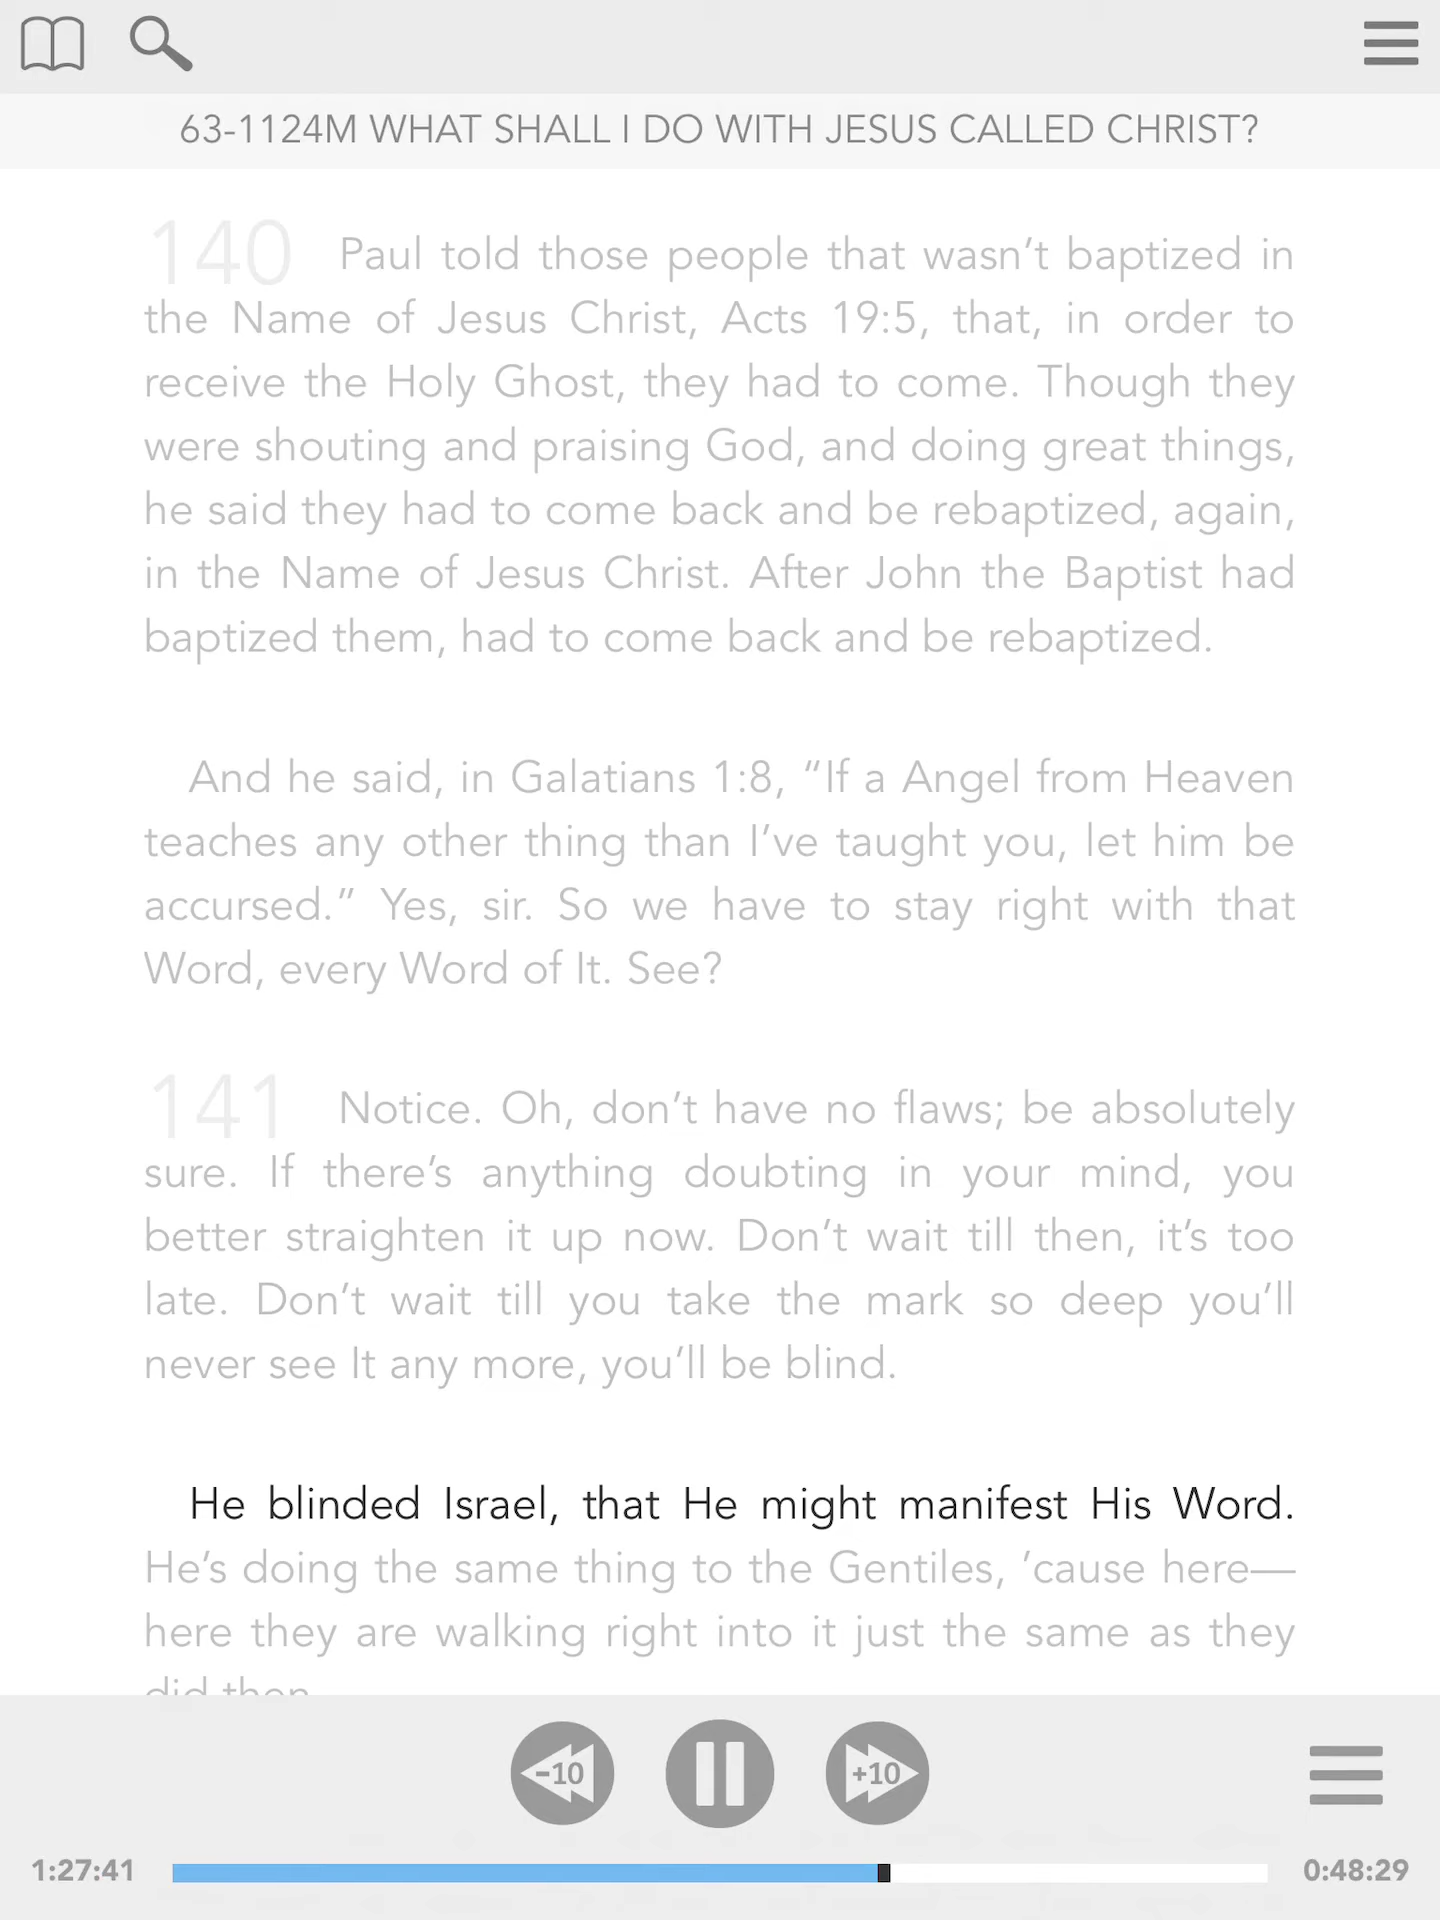 63-1124M WHAT SHALL I DO WITH JESUS CALLED CHRIST?
140 Paul told those people that wasn’t baptized in
the Name of Jesus Christ, Acts 19:5, that, in order to
receive the Holy Ghost, they had to come. Though they
were shouting and praising God, and doing great things,
he said they had to come back and be rebaptized, again,
in the Name of Jesus Christ. After John the Baptist had
baptized them, had to come back and be rebaptized.
And he said, in Galatians 1:8, “If a Angel from Heaven
teaches any other thing than I’ve taught you, let him be
accursed.” Yes, sir. So we have to stay right with that
Word, every Word of It. See?
141 Notice. Oh, don’t have no flaws; be absolutely
sure. If there’s anything doubting in your mind, you
better straighten it up now. Don’t wait till then, it’s too
late. Don’t wait till you take the mark so deep you’ll
never see It any more, you’ll be blind.
He blinded Israel, that He might manifest His Word.
He’s doing the same thing to the Gentiles, ’cause here—
here they are walking right into it just the same as they
did then.
-10 +10
1:27:41 0:48:29